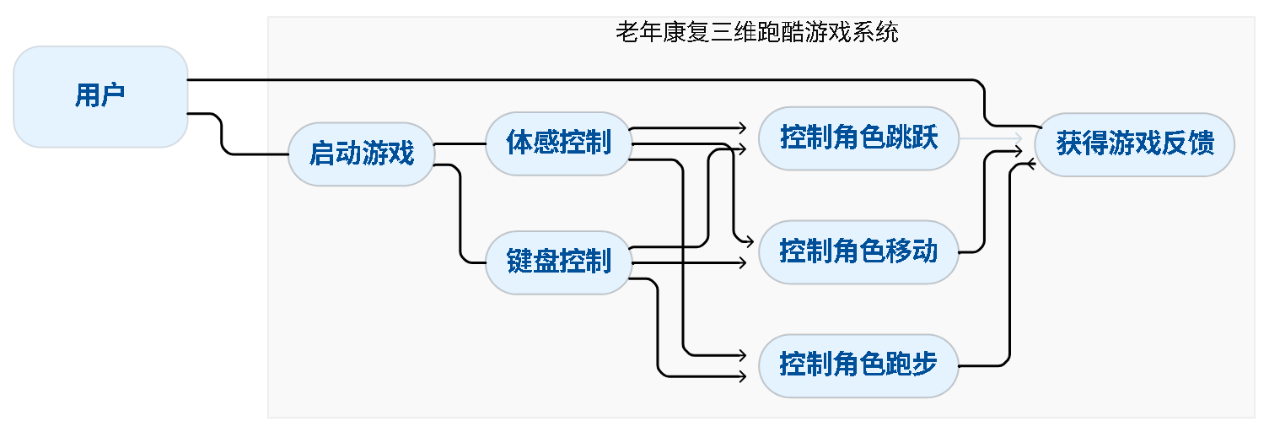 老年康复三维跑酷游戏系统
用户
启动游戏
体感控制
键盘控制
控制角色跳跃
控制角色移动
控制角色跑步
获得游戏反馈